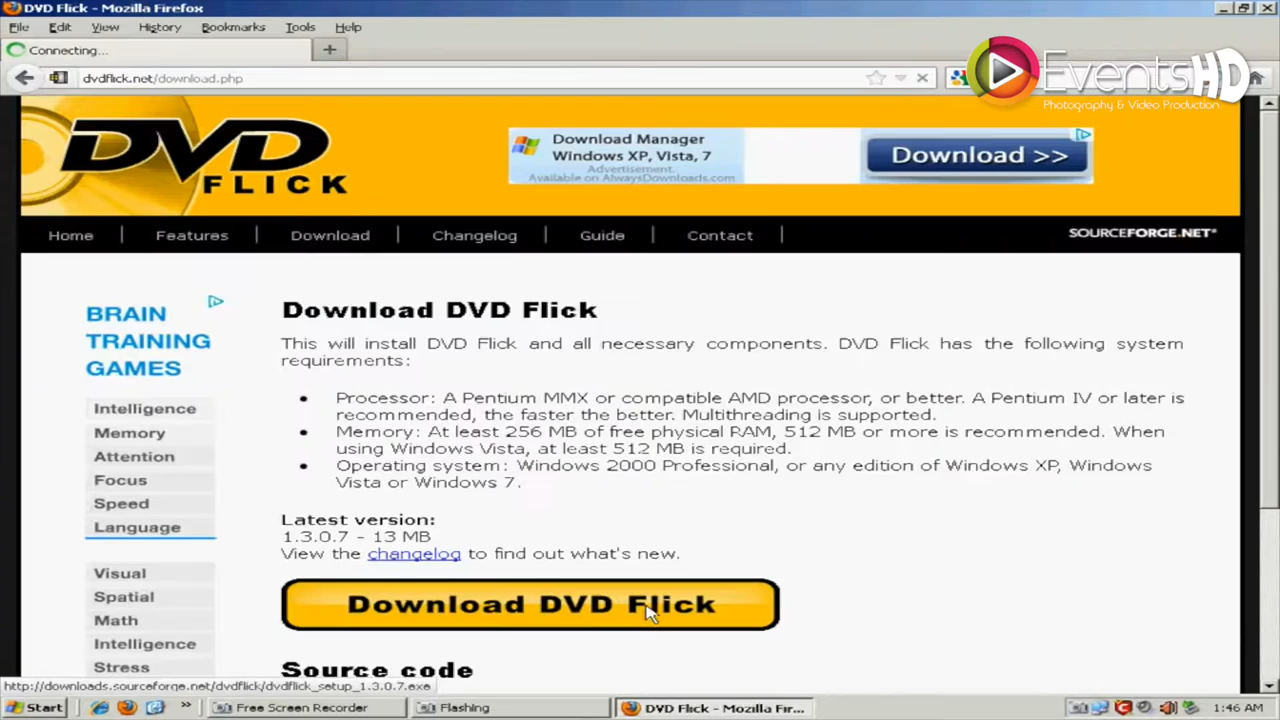 DVD Flick - Mozilla Firefox
File Edit View History Bookmarks Tools Help
Connecting...
dvdflick.net/download.php
EventsHD
Photography & Video Production
DVD
FLICK
Download Manager
Windows XP, Vista, 7
Advertisement.
Available on AlwaysDownloads.com
Download >>
Home | Features | Download | Changelog | Guide | Contact |
SOURCEFORGE.NET®
BRAIN
TRAINING
GAMES
Intelligence
Memory
Attention
Focus
Speed
Language
Visual
Spatial
Math
Intelligence
Stress
Download DVD Flick
This will install DVD Flick and all necessary components. DVD Flick has the following system
requirements:
• Processor: A Pentium MMX or compatible AMD processor, or better. A Pentium IV or later is
recommended, the faster the better. Multithreading is supported.
• Memory: At least 256 MB of free physical RAM, 512 MB or more is recommended. When
using Windows Vista, at least 512 MB is required.
• Operating system: Windows 2000 Professional, or any edition of Windows XP, Windows
Vista or Windows 7.
Latest version:
1.3.0.7 - 13 MB
View the changelog to find out what's new.
Download DVD Flick
Source code
http://downloads.sourceforge.net/dvdflick/dvdflick_setup_1.3.0.7.exe
Start
Free Screen Recorder
Flashing
DVD Flick - Mozilla Fir...
1:46 AM